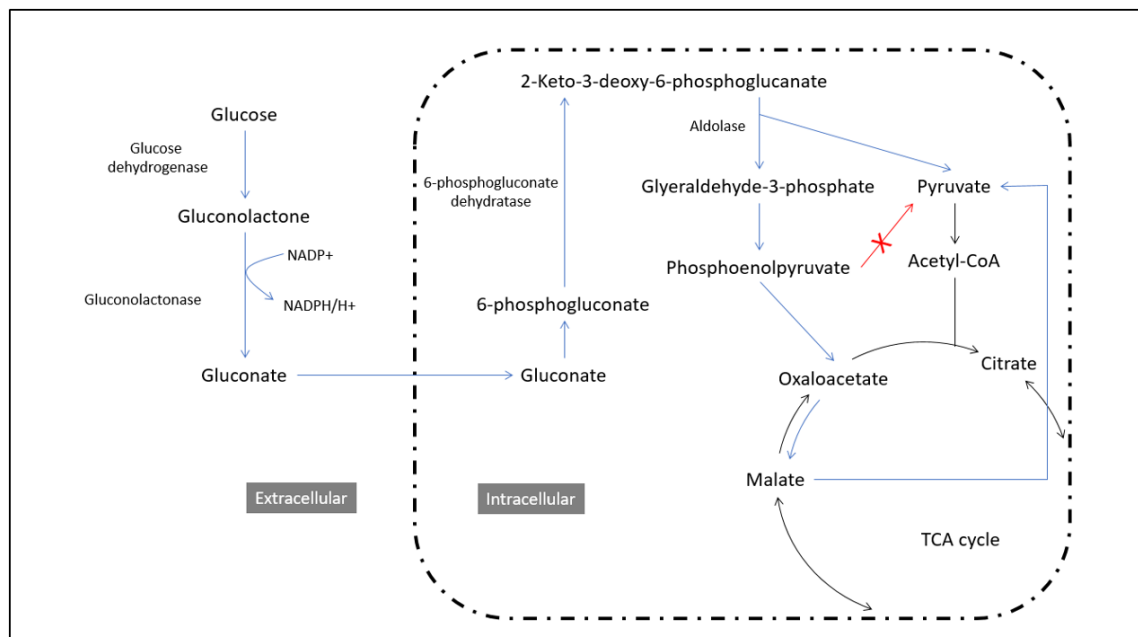 Glucose
Glucose
dehydrogenase
Gluconolactone
NADP+
Gluconolactonase
NADPH/H+
Gluconate
Extracellular
2-Keto-3-deoxy-6-phosphoglucanate
6-phosphogluconate
dehydratase
6-phosphogluconate
Gluconate
Intracellular
Aldolase
Glyeraldehyde-3-phosphate
Pyruvate
Phosphoenolpyruvate
Acetyl-CoA
Oxaloacetate
Citrate
Malate
TCA cycle